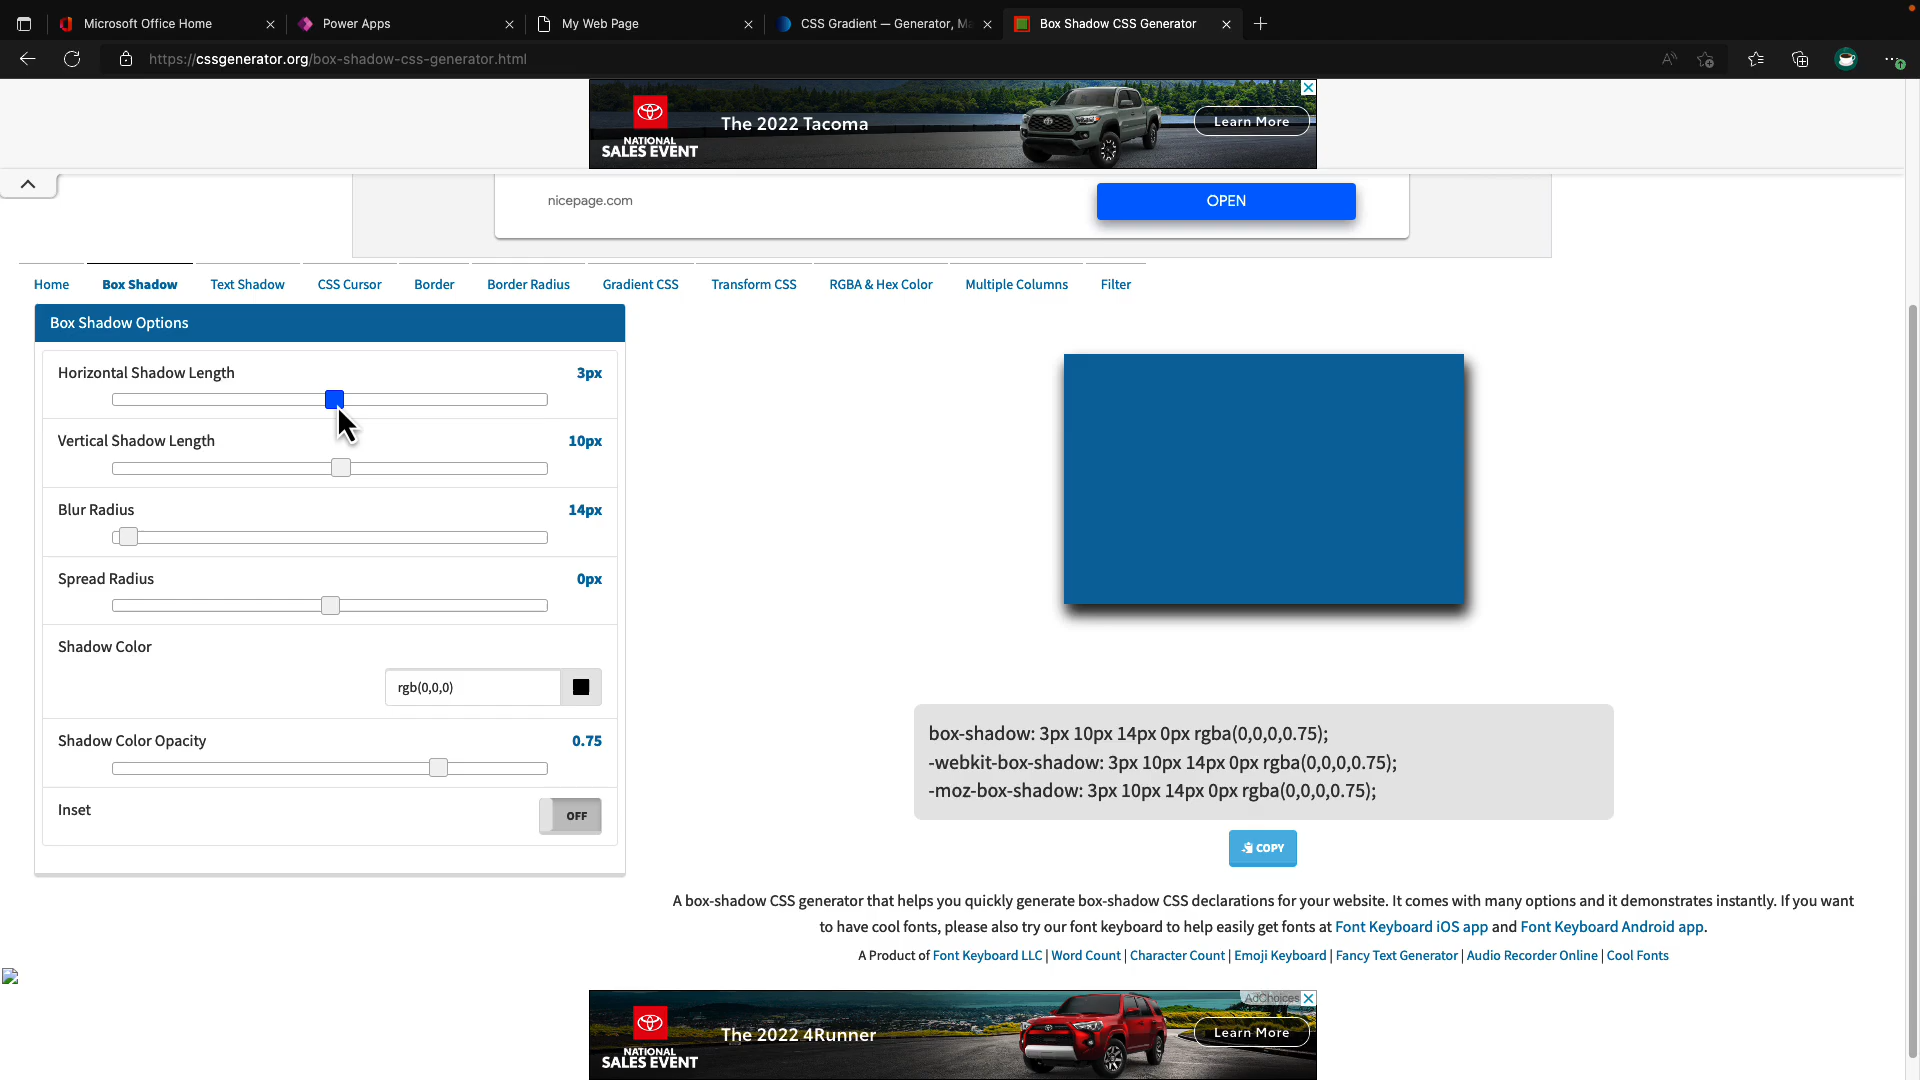 Microsoft Office Home
Power Apps
My Web Page
CSS Gradient — Generator, Ma
Box Shadow CSS Generator
https://cssgenerator.org/box-shadow-css-generator.html
NATIONAL
SALES EVENT
The 2022 Tacoma
Learn More
nicepage.com
OPEN
Home
Box Shadow
Text Shadow
CSS Cursor
Border
Border Radius
Gradient CSS
Transform CSS
RGBA & Hex Color
Multiple Columns
Filter
Box Shadow Options
Horizontal Shadow Length
3px
Vertical Shadow Length
10px
Blur Radius
14px
Spread Radius
0px
Shadow Color
rgb(0,0,0)
Shadow Color Opacity
0.75
Inset
OFF
box-shadow: 3px 10px 14px 0px rgba(0,0,0,0.75);
-webkit-box-shadow: 3px 10px 14px 0px rgba(0,0,0,0.75);
-moz-box-shadow: 3px 10px 14px 0px rgba(0,0,0,0.75);
COPY
A box-shadow CSS generator that helps you quickly generate box-shadow CSS declarations for your website. It comes with many options and it demonstrates instantly. If you want
to have cool fonts, please also try our font keyboard to help easily get fonts at Font Keyboard iOS app and Font Keyboard Android app.
A Product of Font Keyboard LLC | Word Count | Character Count | Emoji Keyboard | Fancy Text Generator | Audio Recorder Online | Cool Fonts
AdChoices
NATIONAL
SALES EVENT
The 2022 4Runner
Learn More